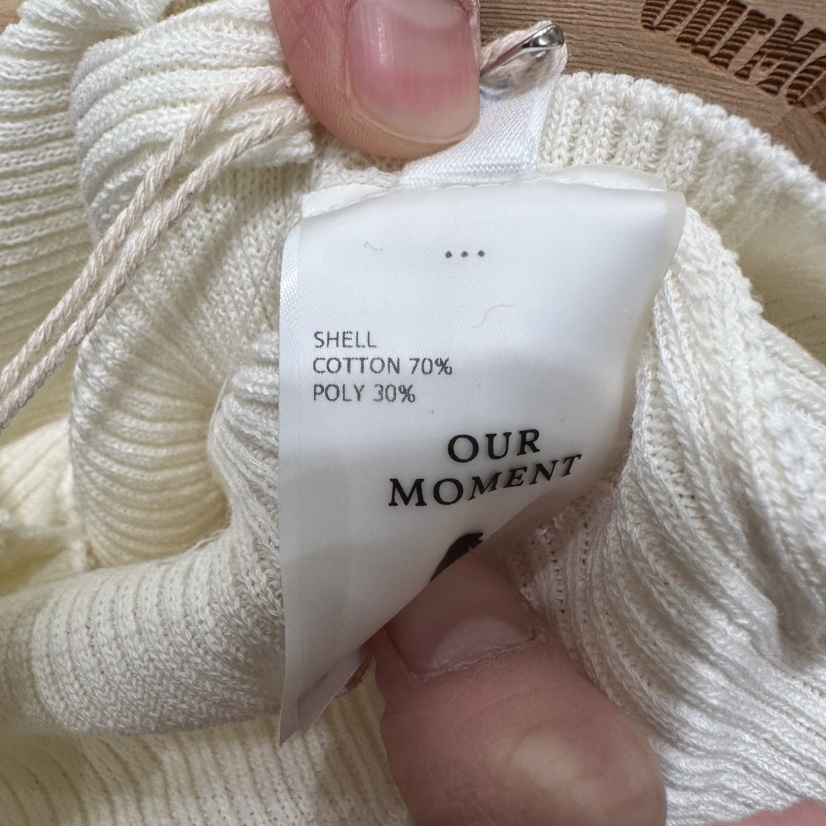 ...
SHELL
COTTON 70%
POLY 30%
OUR
MOMENT